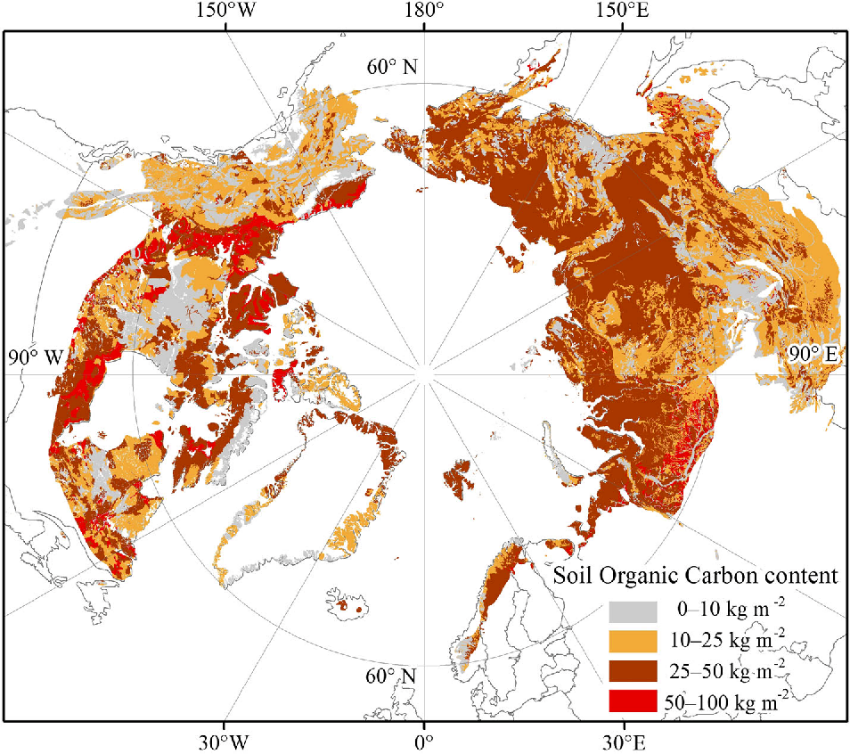 150°W 180° 150°E
60° N
90° W
90° E
Soil Organic Carbon content
0–10 kg m⁻²
10–25 kg m⁻²
25–50 kg m⁻²
50–100 kg m⁻²
60° N
30°W 0° 30°E